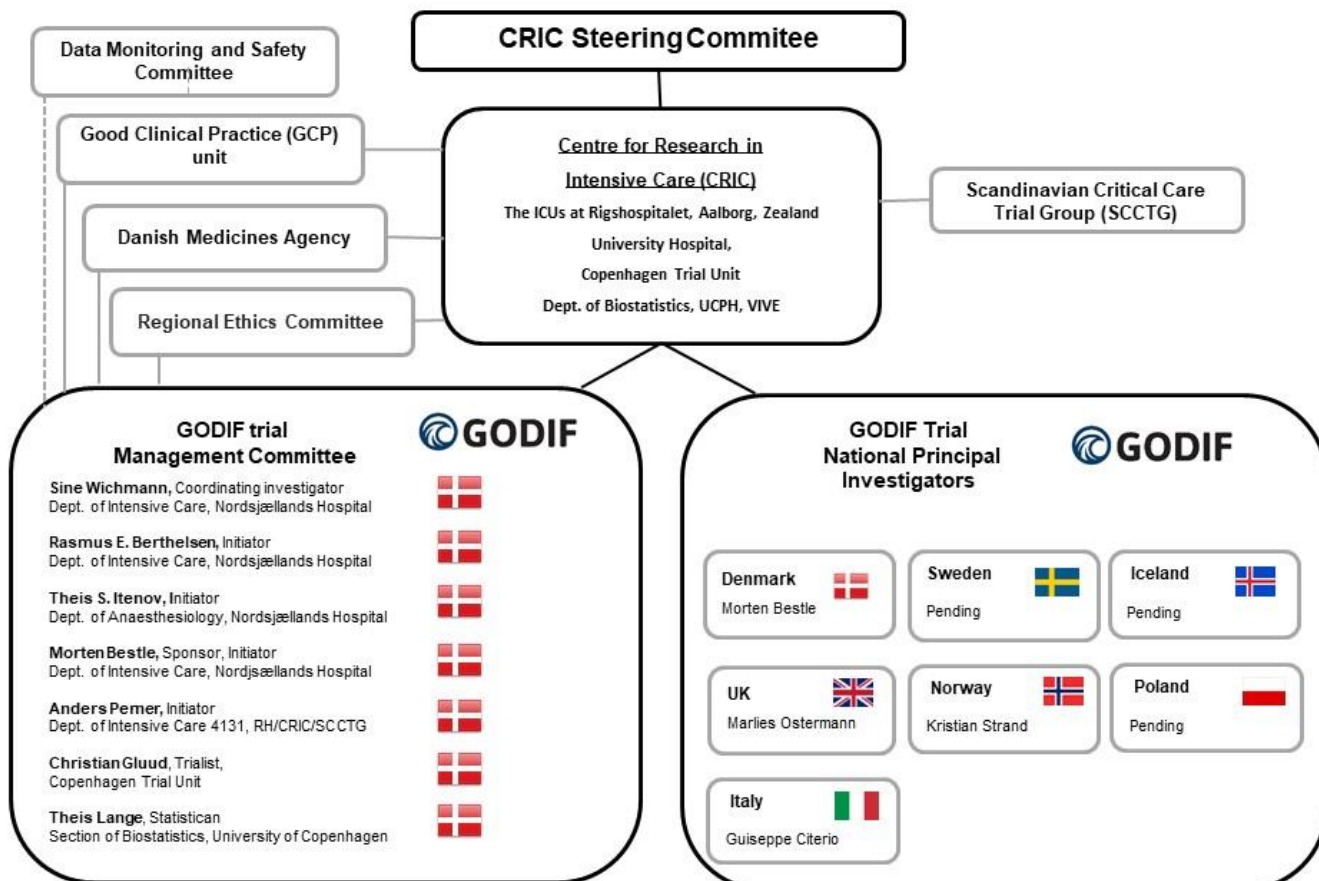 CRIC Steering Commitee
Data Monitoring and Safety
Committee
Good Clinical Practice (GCP)
unit
Danish Medicines Agency
Regional Ethics Committee
Centre for Research in
Intensive Care (CRIC)
The ICUs at Rigshospitalet, Aalborg, Zealand
University Hospital,
Copenhagen Trial Unit
Dept. of Biostatistics, UCPH, VIVE
Scandinavian Critical Care
Trial Group (SCCTG)
GODIF trial
Management Committee
GODIF
Sine Wichmann, Coordinating investigator
Dept. of Intensive Care, Nordsjællands Hospital
Rasmus E. Berthelsen, Initiator
Dept. of Intensive Care, Nordsjællands Hospital
Theis S. Itenov, Initiator
Dept. of Anaesthesiology, Nordsjællands Hospital
Morten Bestle, Sponsor, Initiator
Dept. of Intensive Care, Nordjsællands Hospital
Anders Perner, Initiator
Dept. of Intensive Care 4131, RH/CRIC/SCCTG
Christian Gluud, Trialist,
Copenhagen Trial Unit
Theis Lange, Statistican
Section of Biostatistics, University of Copenhagen
GODIF Trial
National Principal
Investigators
GODIF
Denmark
Morten Bestle
Sweden
Pending
Iceland
Pending
UK
Marlies Ostermann
Norway
Kristian Strand
Poland
Pending
Italy
Guiseppe Citerio